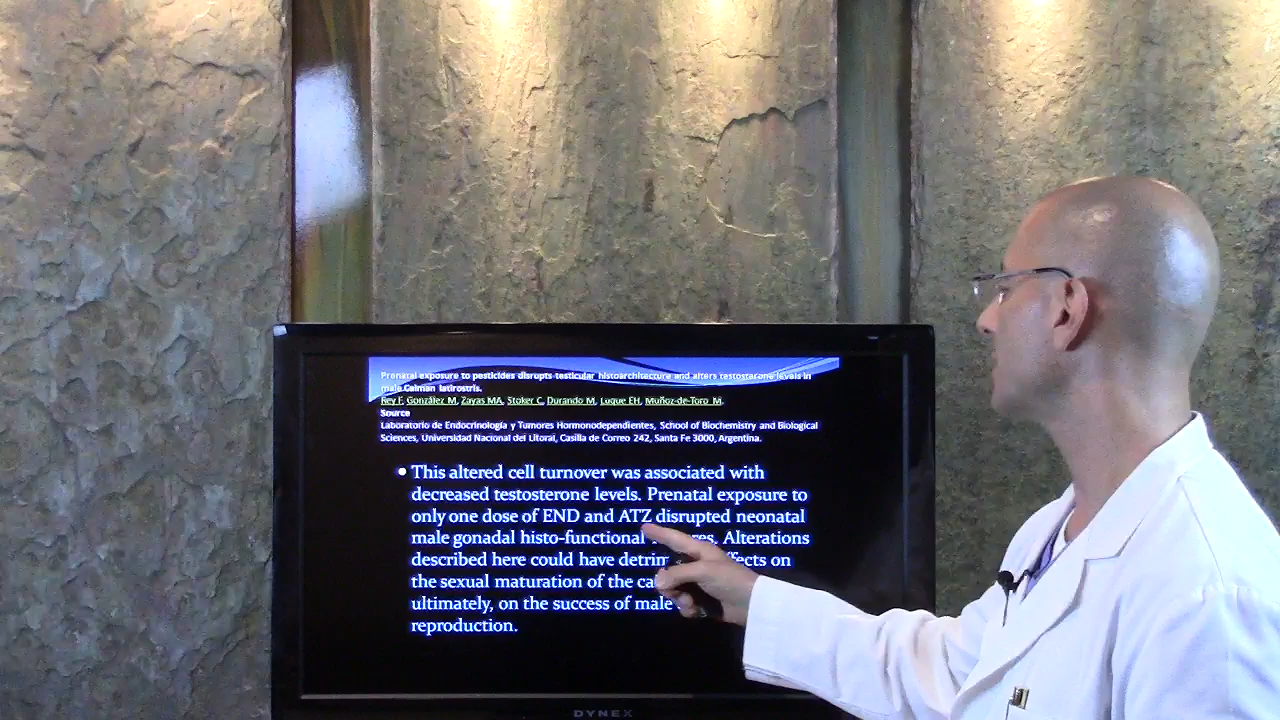 Prenatal exposure to pesticides disrupts testicular histoarchitecture and alters testosterone levels in
male Caiman latirostris.
Rey F, González M, Zayas MA, Stoker C, Durando M, Luque EH, Muñoz-de-Toro M.
Source
Laboratorio de Endocrinología y Tumores Hormonodependientes, School of Biochemistry and Biological
Sciences, Universidad Nacional del Litoral, Casilla de Correo 242, Santa Fe 3000, Argentina.
• This altered cell turnover was associated with
decreased testosterone levels. Prenatal exposure to
only one dose of END and ATZ disrupted neonatal
male gonadal histo-functional Alterations
described here could have on
the sexual maturation of the
ultimately, on the success of male
reproduction.
DYNEX